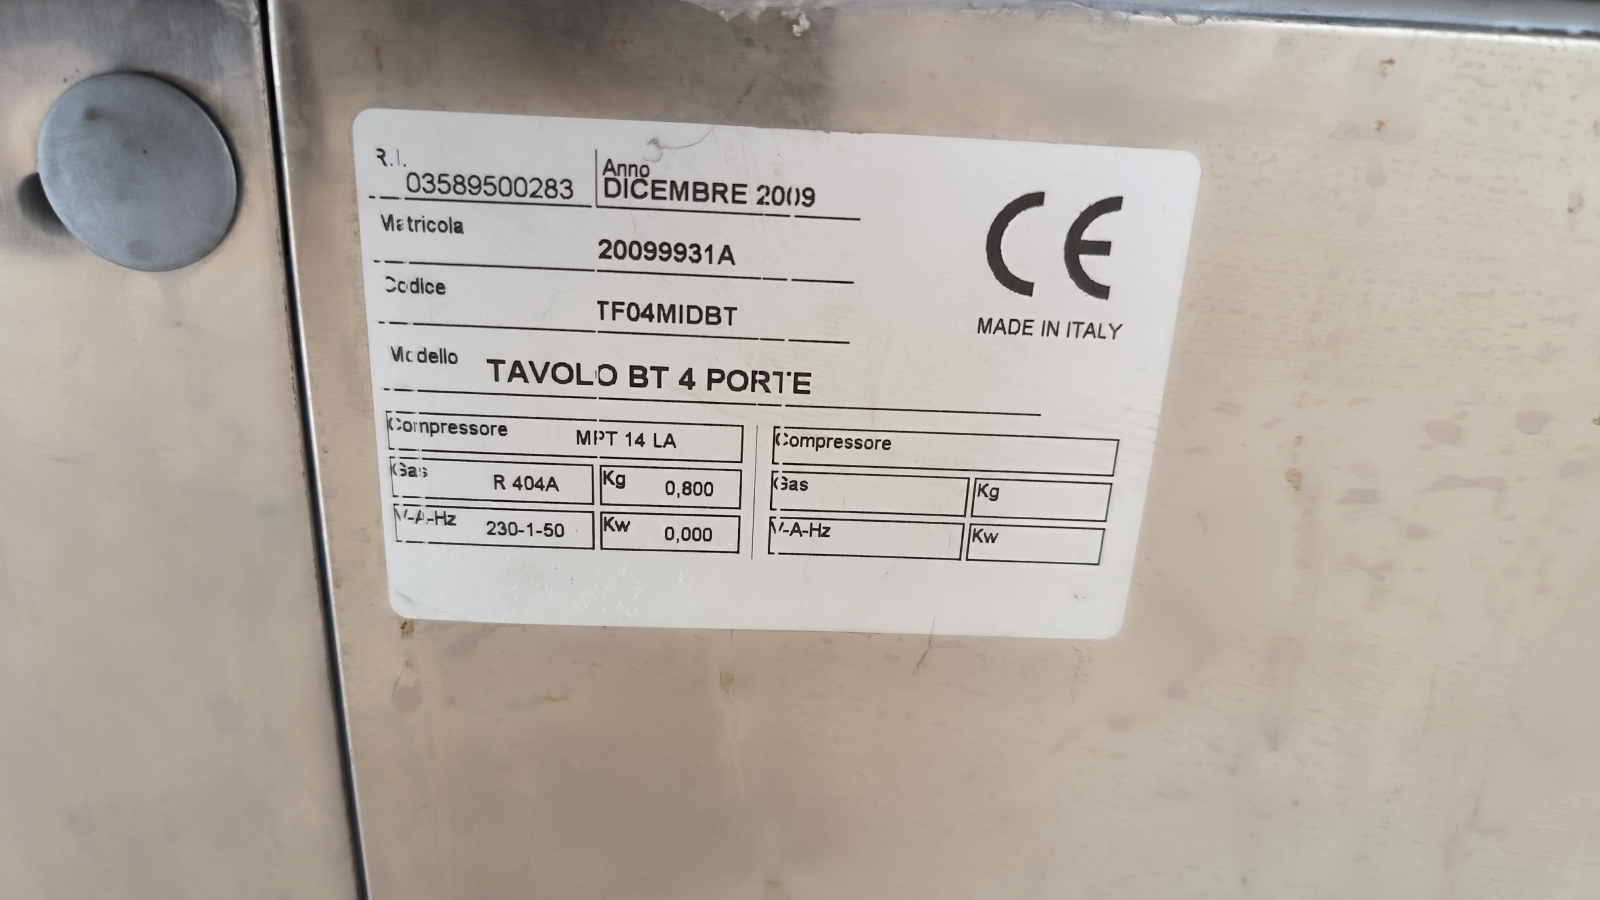 R.I.
03589500283
Anno
DICEMBRE 2009
Matricola
20099931A
Codice
TF04MIDBT
Modello
TAVOLO BT 4 PORTE
CE
MADE IN ITALY
Compressore MPT 14 LA
Gas R 404A Kg 0,800
V-A-Hz 230-1-50 Kw 0,000
Compressore
Gas Kg
V-A-Hz Kw